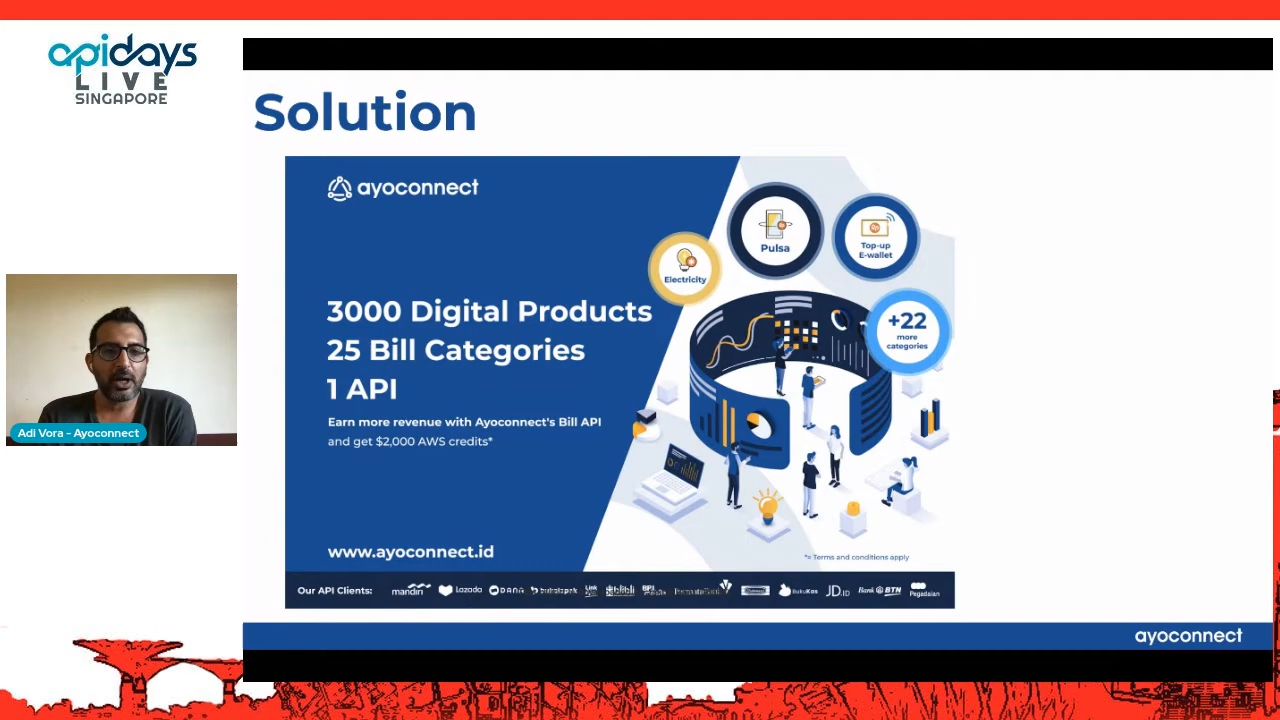 apidays
LIVE
SINGAPORE
Solution
ayoconnect
Electricity
Pulsa
Top-up
E-wallet
+22
more
categories
3000 Digital Products
25 Bill Categories
1 API
Earn more revenue with Ayoconnect's Bill API
and get $2,000 AWS credits*
www.ayoconnect.id
*= Terms and conditions apply
Our API Clients: mandiri Lazada DANA bukalapak Link blibli BukuKas JD.ID Bank BTN Pegadaian
Adi Vora - Ayoconnect
ayoconnect